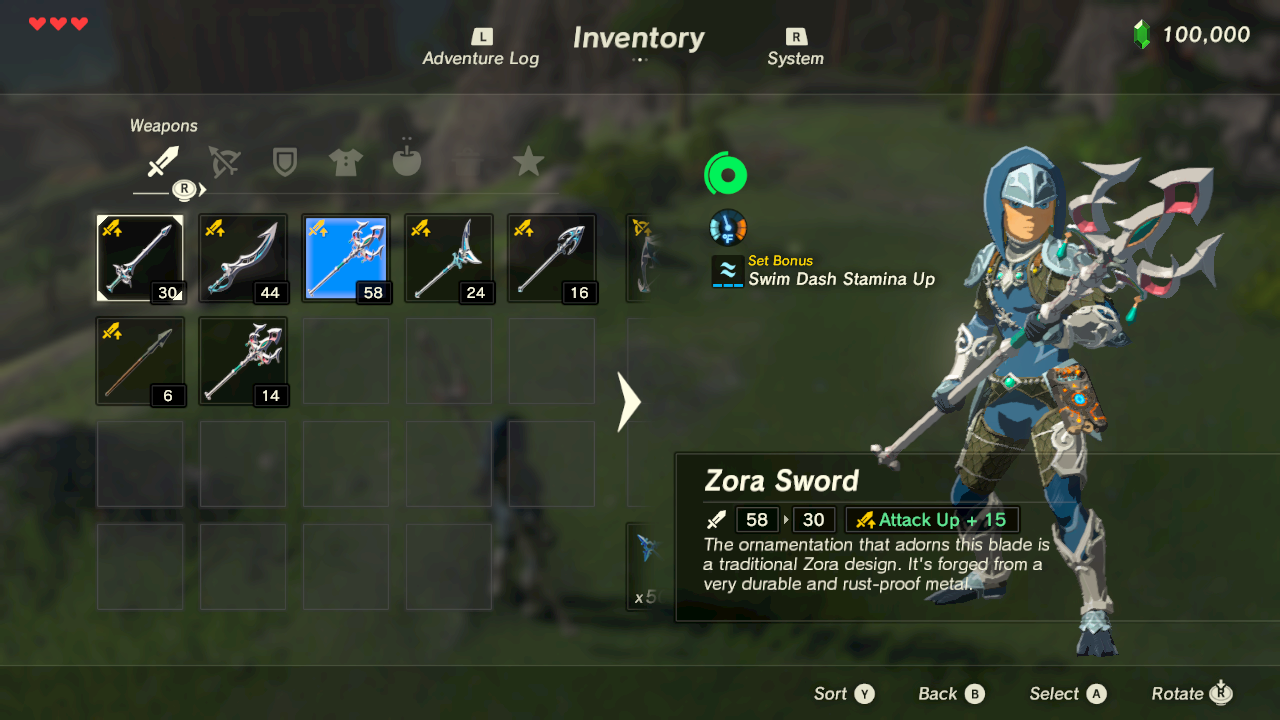 L
Adventure Log
Inventory
R
System
100,000
Weapons
R
30
44
58
24
16
°F
Set Bonus
Swim Dash Stamina Up
6
14
Zora Sword
58 30 Attack Up + 15
The ornamentation that adorns this blade is
a traditional Zora design. It's forged from a
very durable and rust-proof metal.
Sort Y
Back B
Select A
Rotate R